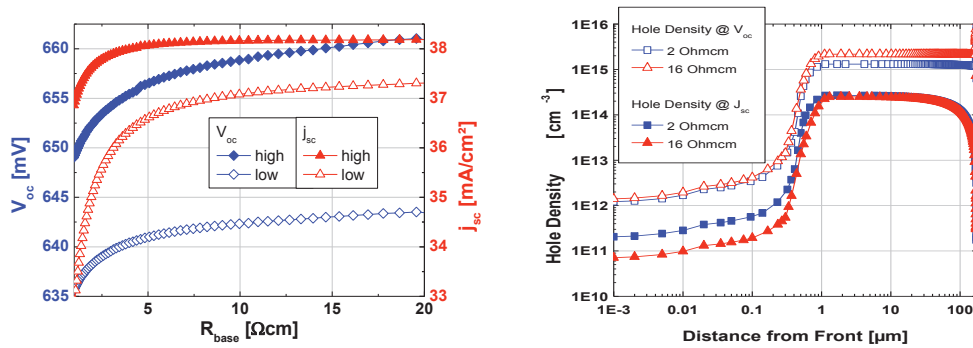 660
655
650
645
640
635
V_oc [mV]
V_oc
high
low
j_sc
high
low
38
37
36
35
34
33
j_sc [mA/cm²]
5
10
15
20
R_base [Ωcm]
1E16
1E15
1E14
1E13
1E12
1E11
1E10
Hole Density [cm⁻³]
Hole Density @ V_oc
2 Ohmcm
16 Ohmcm
Hole Density @ J_sc
2 Ohmcm
16 Ohmcm
1E-3
0.01
0.1
1
10
100
Distance from Front [µm]